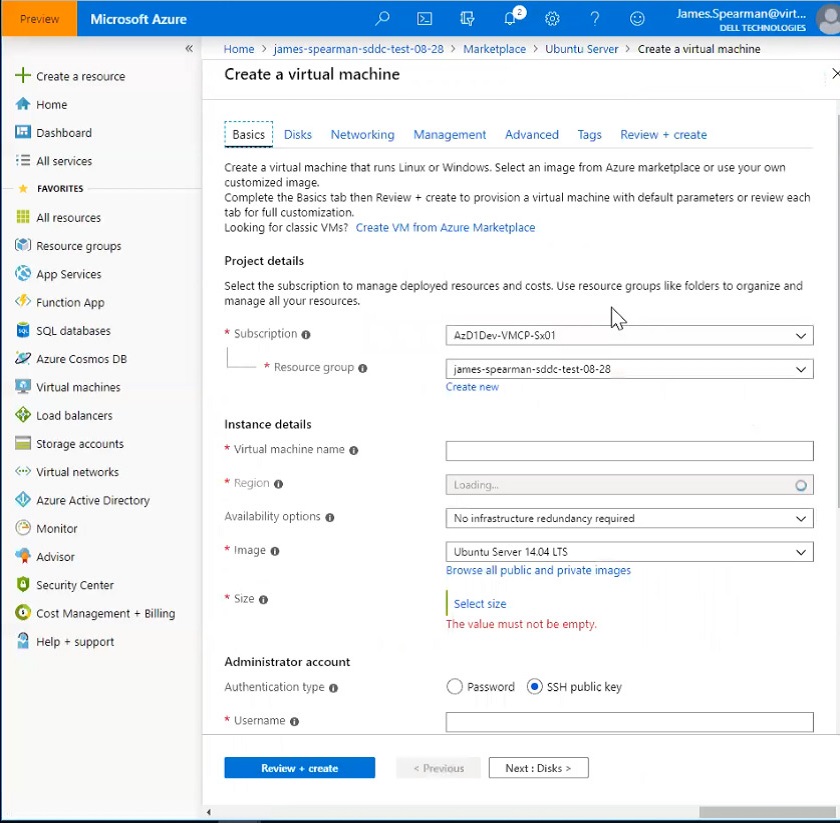 Preview
Microsoft Azure
2
James.Spearman@virt...
DELL TECHNOLOGIES
«
Create a resource
Home
Dashboard
All services
FAVORITES
All resources
Resource groups
App Services
Function App
SQL databases
Azure Cosmos DB
Virtual machines
Load balancers
Storage accounts
Virtual networks
Azure Active Directory
Monitor
Advisor
Security Center
Cost Management + Billing
Help + support
Home > james-spearman-sddc-test-08-28 > Marketplace > Ubuntu Server > Create a virtual machine
Create a virtual machine
Basics Disks Networking Management Advanced Tags Review + create
Create a virtual machine that runs Linux or Windows. Select an image from Azure marketplace or use your own
customized image.
Complete the Basics tab then Review + create to provision a virtual machine with default parameters or review each
tab for full customization.
Looking for classic VMs? Create VM from Azure Marketplace
Project details
Select the subscription to manage deployed resources and costs. Use resource groups like folders to organize and
manage all your resources.
* Subscription AzD1Dev-VMCP-Sx01
* Resource group james-spearman-sddc-test-08-28
Create new
Instance details
* Virtual machine name
* Region Loading...
Availability options No infrastructure redundancy required
* Image Ubuntu Server 14.04 LTS
Browse all public and private images
* Size Select size
The value must not be empty.
Administrator account
Authentication type Password SSH public key
* Username
Review + create < Previous Next : Disks >